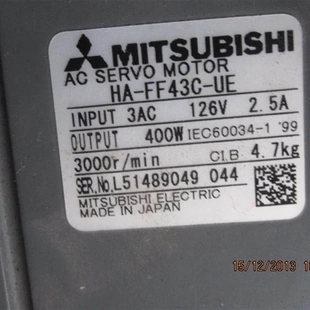 MITSUBISHI
AC SERVO MOTOR
HA-FF43C-UE
INPUT 3AC 126V 2.5A
OUTPUT 400W IEC60034-1 '99
3000r/min CI.B 4.7kg
SER.No.L51489049 044
MITSUBISHI ELECTRIC
MADE IN JAPAN
15/12/2013 13